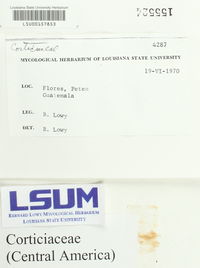 Louisiana State University Herbarium
LSU00157853
155524
Corticiaceae
4287
MYCOLOGICAL HERBARIUM OF LOUISIANA STATE UNIVERSITY
19-VI-1970
LOC. Flores, Peten
Guatemala
LEG. B. Lowy
DET. B. Lowy
LSUM
BERNARD LOWY MYCOLOGICAL HERBARIUM
LOUISIANA STATE UNIVERSITY
Corticiaceae
(Central America)